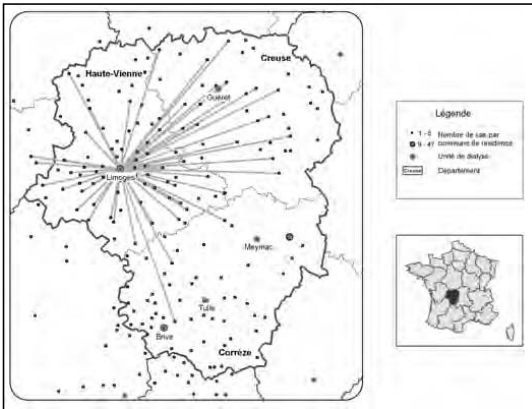 Haute-Vienne
Creuse
Guéret
Limoges
Meymac
Tulle
Brive
Corrèze
Légende
1 - 8 Nombre de cas par
9 - 47 commune de résidence
Unité de dialyse
Creuse Département